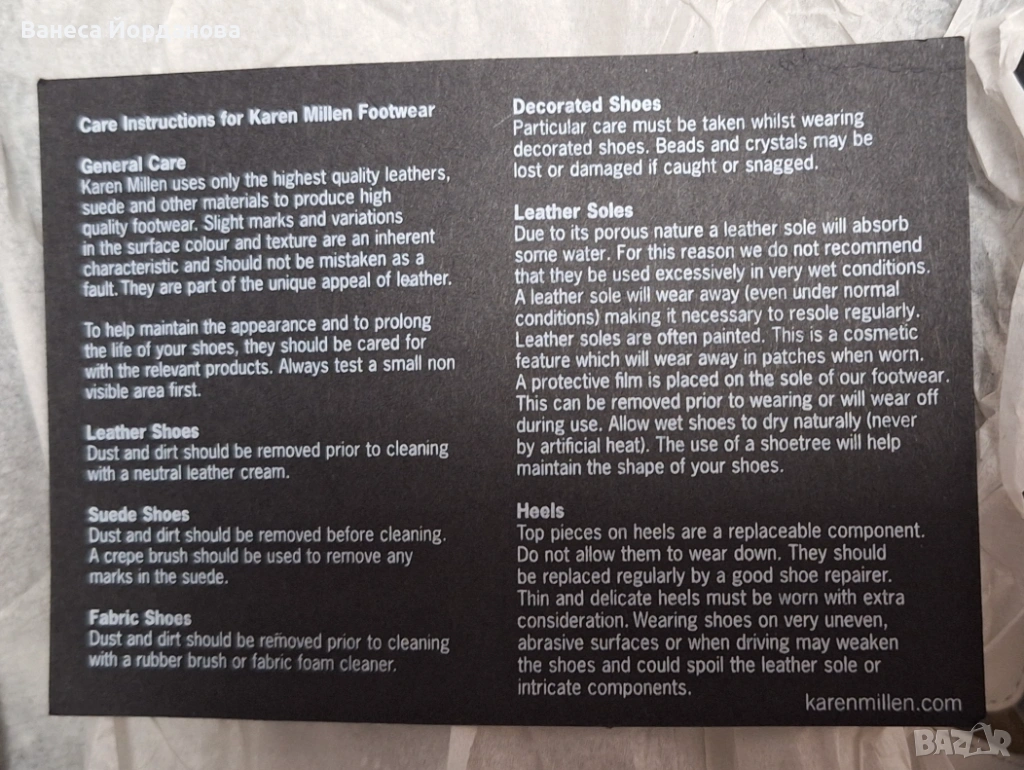 Ванеса Йорданова
Care Instructions for Karen Millen Footwear
General Care
Karen Millen uses only the highest quality leathers,
suede and other materials to produce high
quality footwear. Slight marks and variations
in the surface colour and texture are an inherent
characteristic and should not be mistaken as a
fault. They are part of the unique appeal of leather.
To help maintain the appearance and to prolong
the life of your shoes, they should be cared for
with the relevant products. Always test a small non
visible area first.
Leather Shoes
Dust and dirt should be removed prior to cleaning
with a neutral leather cream.
Suede Shoes
Dust and dirt should be removed before cleaning.
A crepe brush should be used to remove any
marks in the suede.
Fabric Shoes
Dust and dirt should be removed prior to cleaning
with a rubber brush or fabric foam cleaner.
Decorated Shoes
Particular care must be taken whilst wearing
decorated shoes. Beads and crystals may be
lost or damaged if caught or snagged.
Leather Soles
Due to its porous nature a leather sole will absorb
some water. For this reason we do not recommend
that they be used excessively in very wet conditions.
A leather sole will wear away (even under normal
conditions) making it necessary to resole regularly.
Leather soles are often painted. This is a cosmetic
feature which will wear away in patches when worn.
A protective film is placed on the sole of our footwear.
This can be removed prior to wearing or will wear off
during use. Allow wet shoes to dry naturally (never
by artificial heat). The use of a shoetree will help
maintain the shape of your shoes.
Heels
Top pieces on heels are a replaceable component.
Do not allow them to wear down. They should
be replaced regularly by a good shoe repairer.
Thin and delicate heels must be worn with extra
consideration. Wearing shoes on very uneven,
abrasive surfaces or when driving may weaken
the shoes and could spoil the leather sole or
intricate components.
karenmillen.com
BAZAR